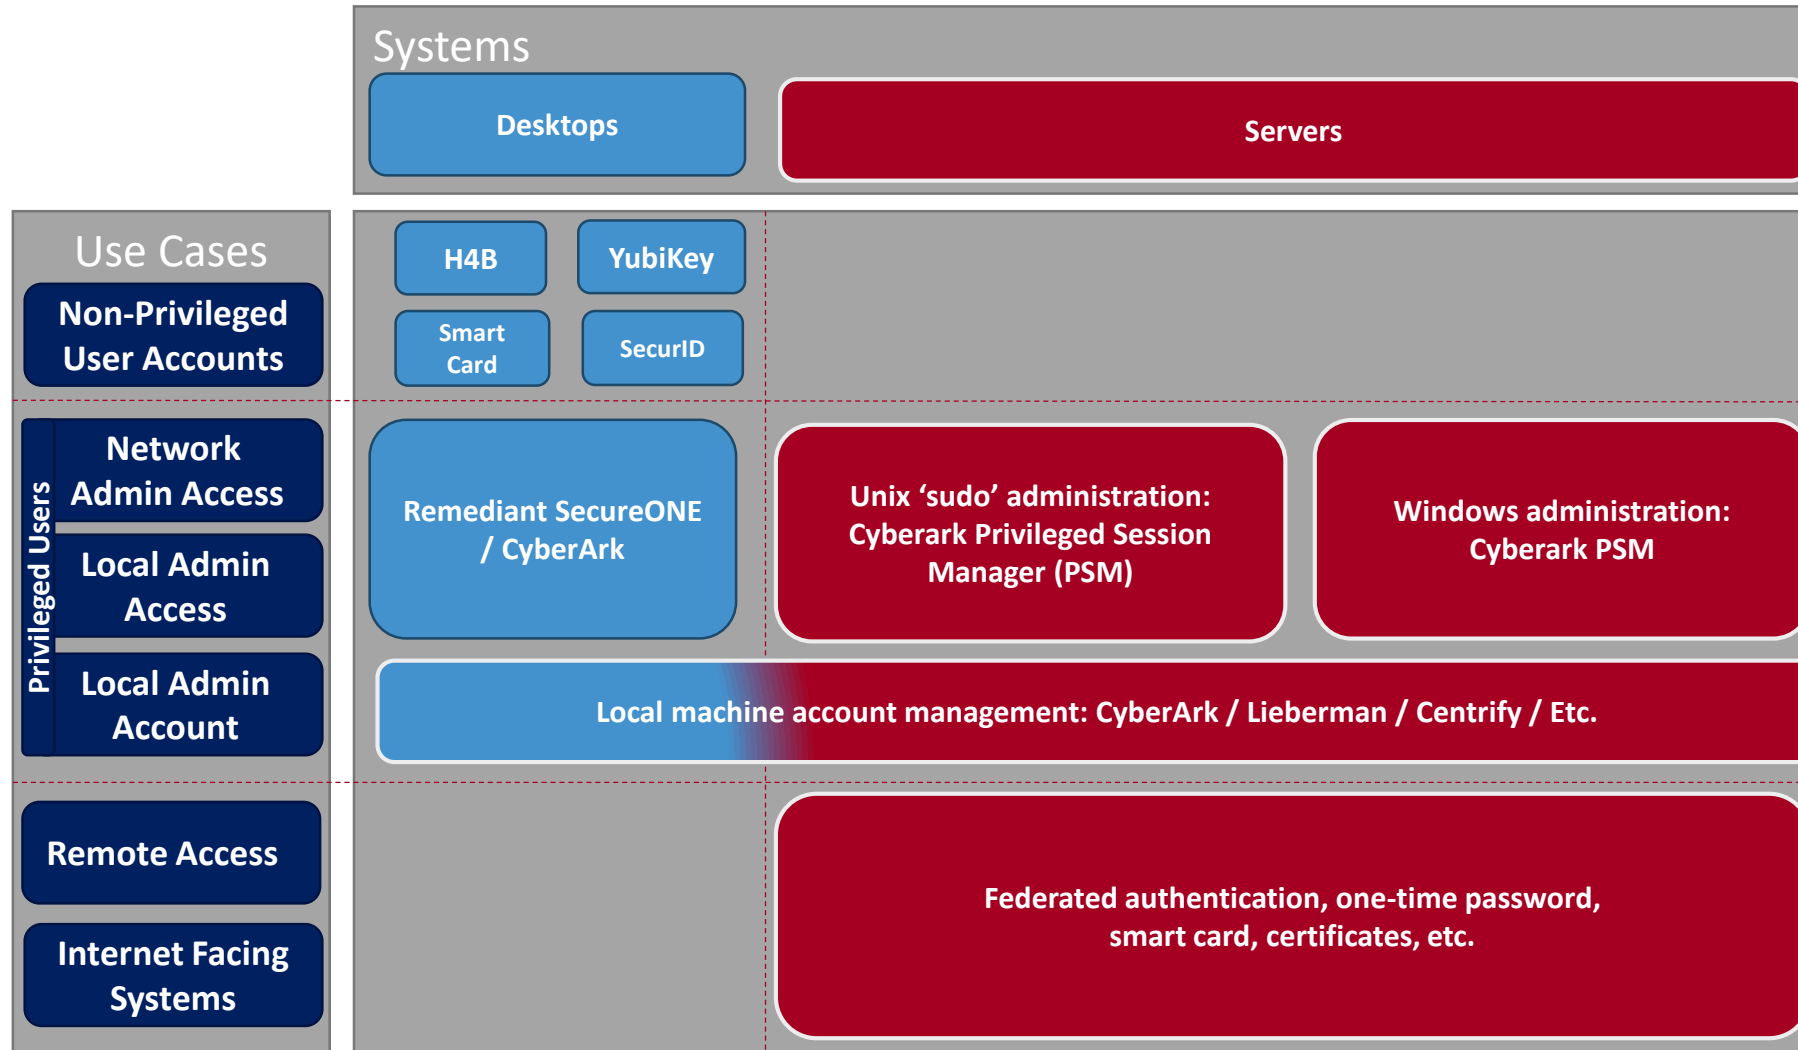 Systems
Desktops
Servers
Use Cases
Non-Privileged
User Accounts
H4B
YubiKey
Smart
Card
SecurID
Privileged Users
Network
Admin Access
Local Admin
Access
Local Admin
Account
Remediant SecureONE
/ CyberArk
Unix ‘sudo’ administration:
Cyberark Privileged Session
Manager (PSM)
Windows administration:
Cyberark PSM
Local machine account management: CyberArk / Lieberman / Centrify / Etc.
Remote Access
Internet Facing
Systems
Federated authentication, one-time password,
smart card, certificates, etc.